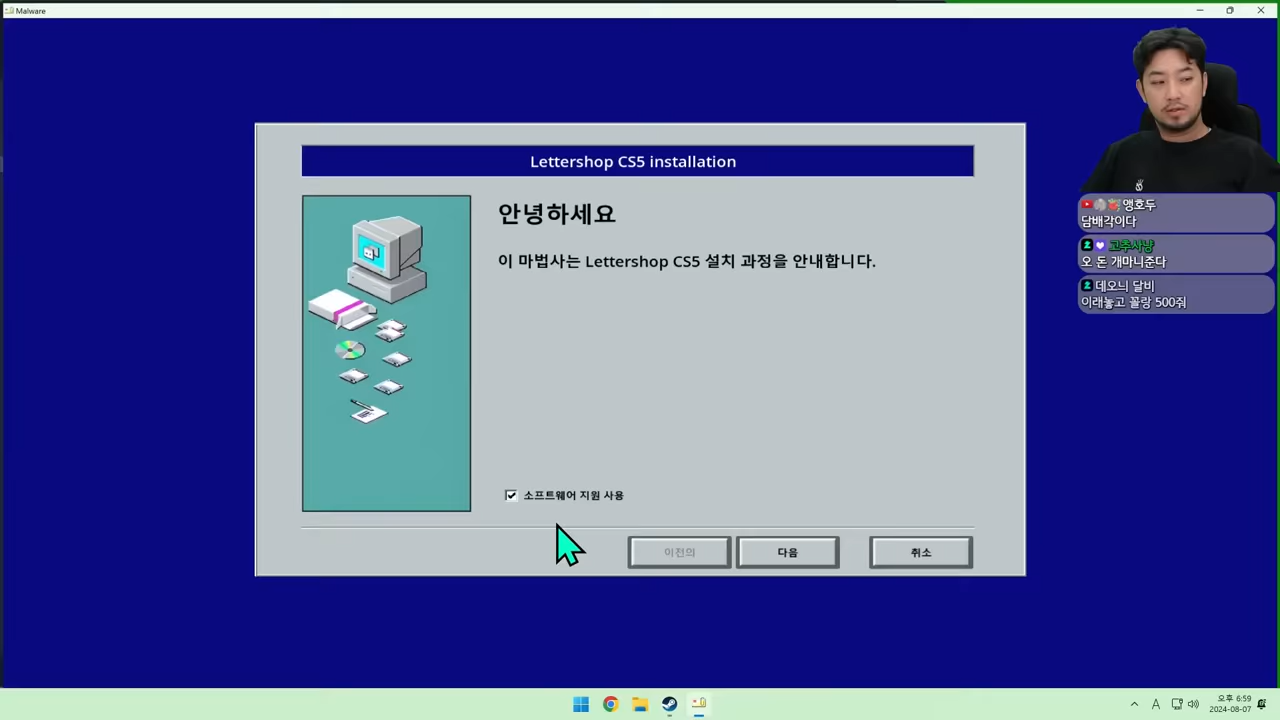 Malware
Lettershop CS5 installation
안녕하세요
이 마법사는 Lettershop CS5 설치 과정을 안내합니다.
소프트웨어 지원 사용
이전의
다음
취소
앵호두
담배각이다
고추사냥
오 돈 개마니준다
데오늬 달비
이래놓고 꼴랑 500줘
A
오후 6:59
2024-08-07